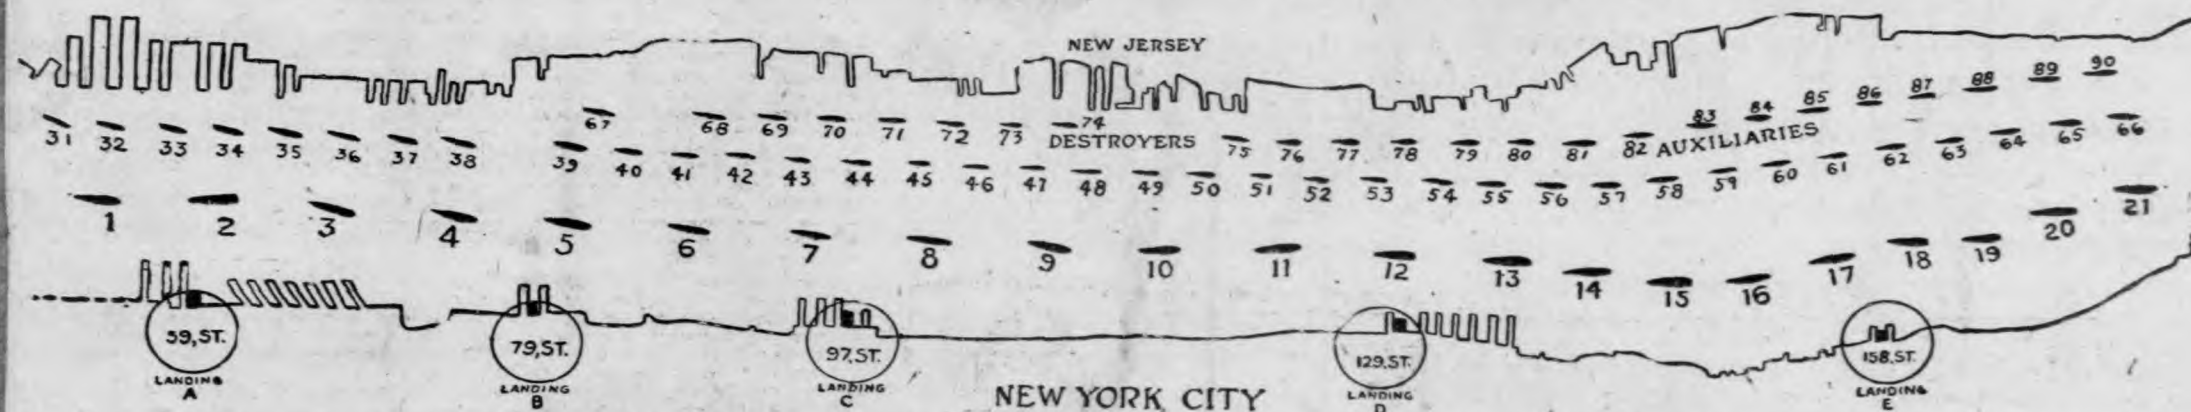 NEW JERSEY
83 84 85 86 87 88 89 90
67 68 69 70 71 72 73 74
DESTROYERS
75 76 77 78 79 80 81 82
AUXILIARIES
31 32 33 34 35 36 37 38
39 40 41 42 43 44 45 46 47 48 49 50 51 52 53 54 55 56 57 58 59 60 61 62 63 64 65 66
1 2 3 4 5 6 7 8 9 10 11 12 13 14 15 16 17 18 19 20 21
59, ST.
LANDING
A
79, ST.
LANDING
B
97, ST.
LANDING
C
NEW YORK CITY
129, ST.
LANDING
D
158, ST.
LANDING
E